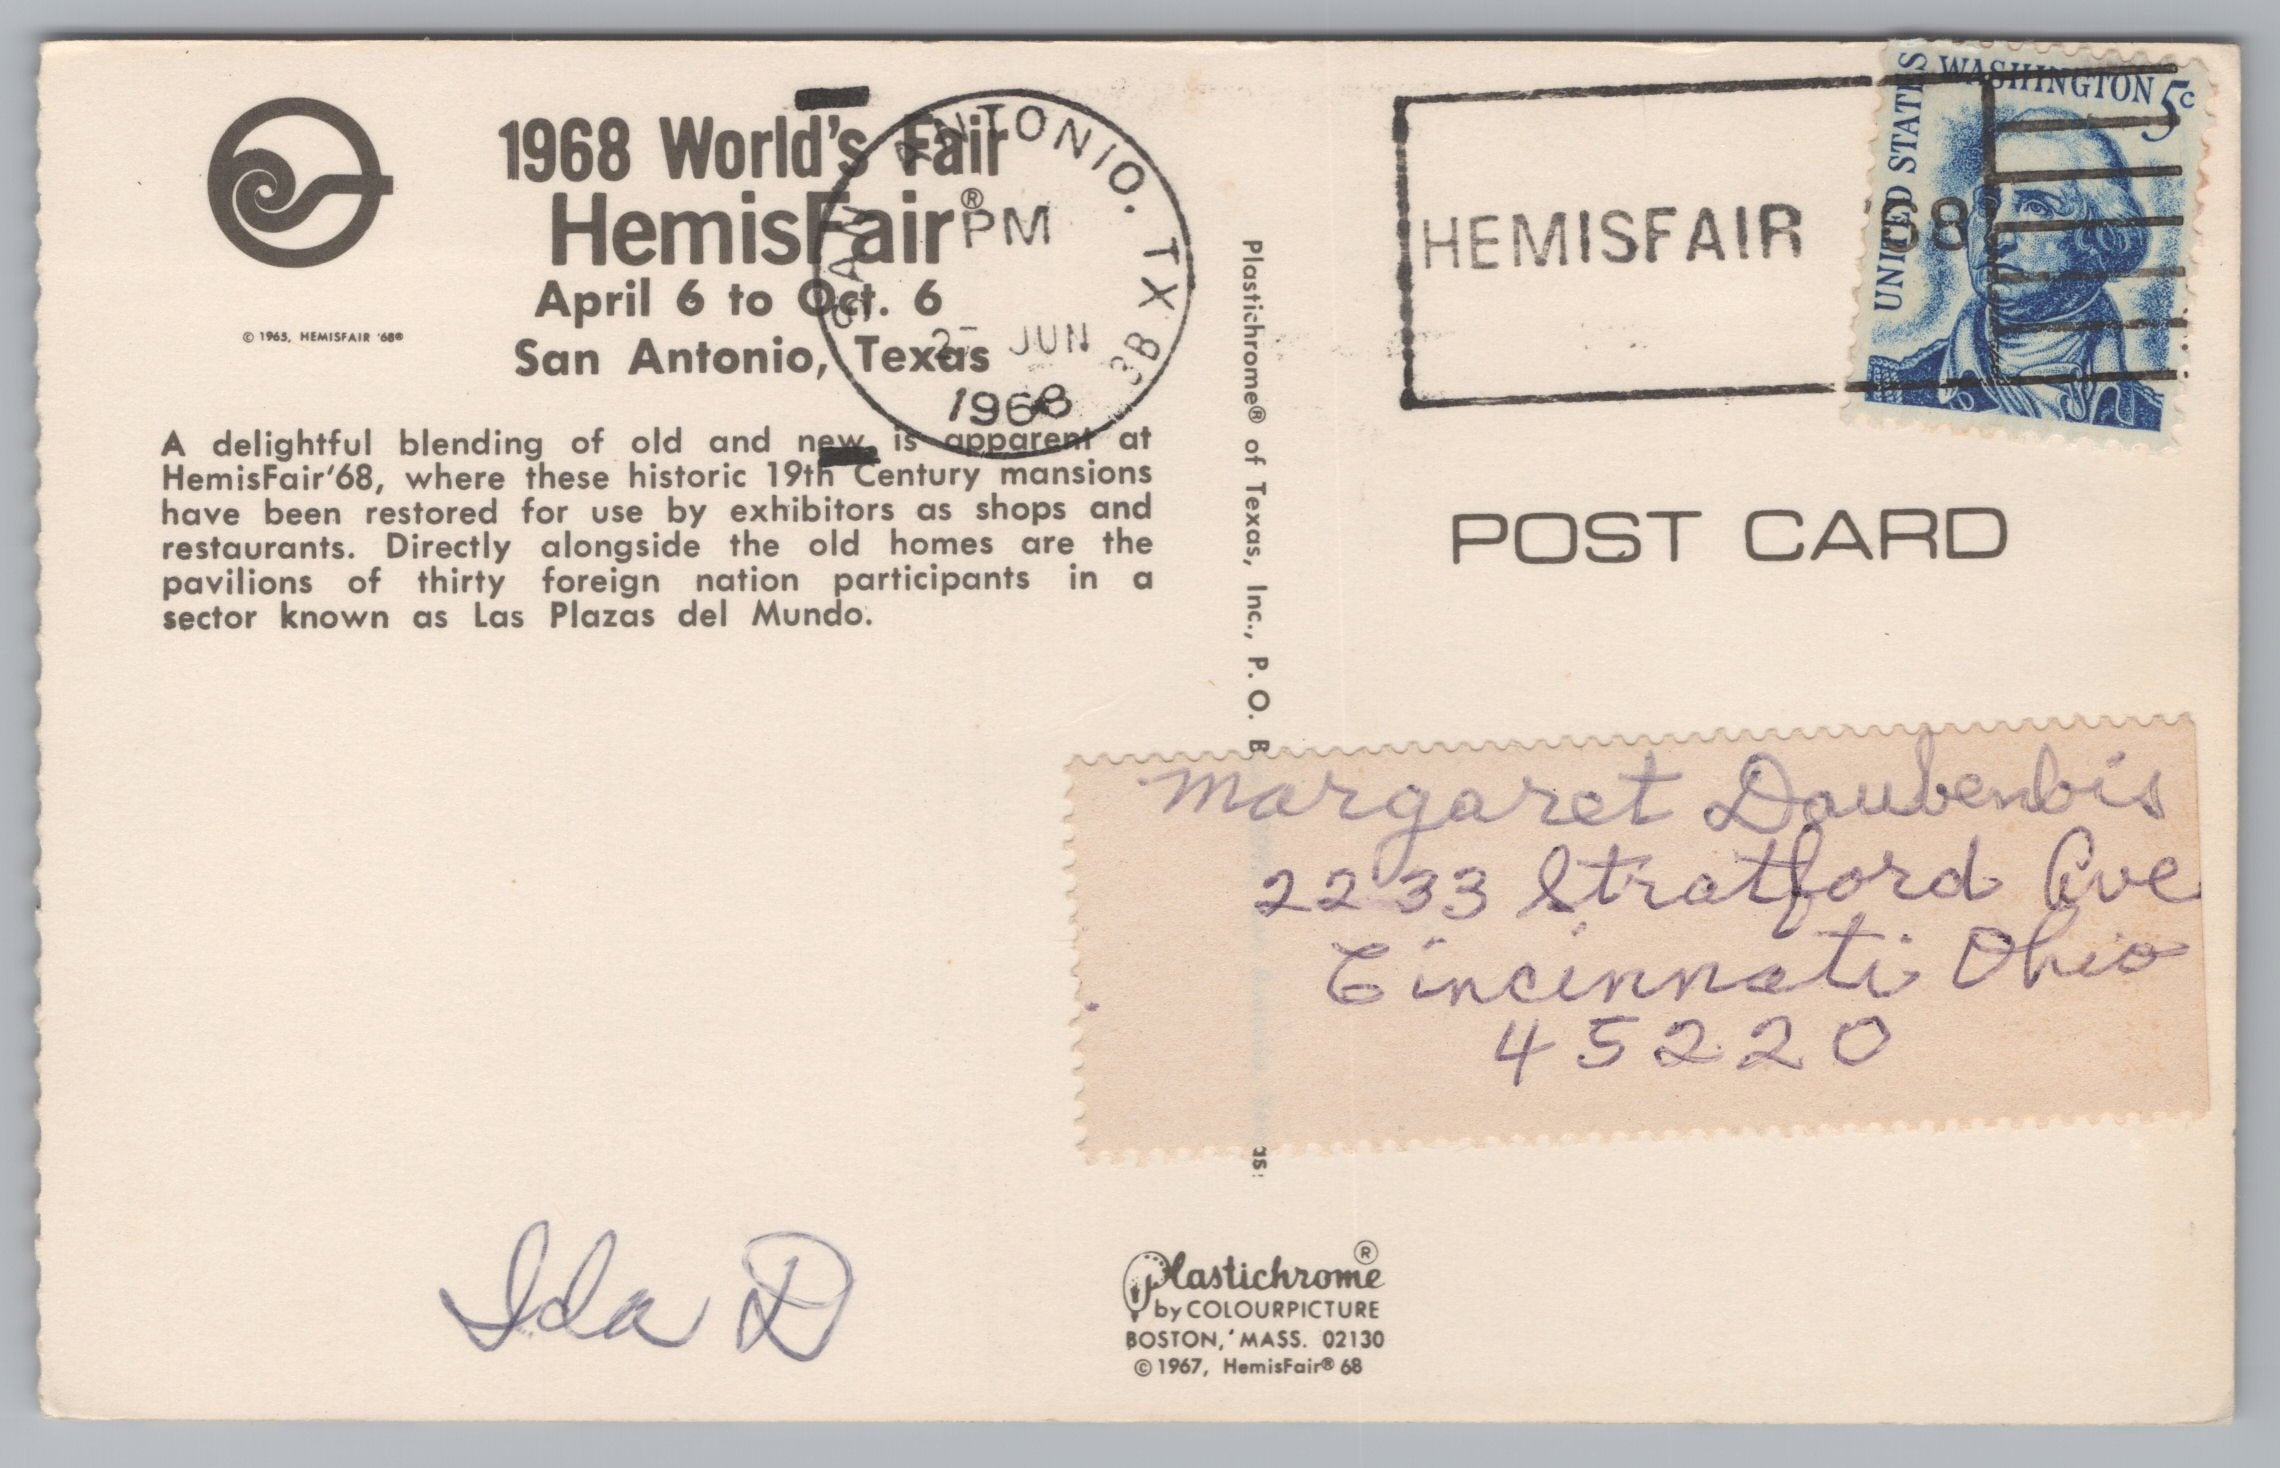 1968 World's Fair
HemisFair®
April 6 to Oct. 6
San Antonio, Texas
© 1965, HEMISFAIR '68®
A delightful blending of old and new is apparent at
HemisFair'68, where these historic 19th Century mansions
have been restored for use by exhibitors as shops and
restaurants. Directly alongside the old homes are the
pavilions of thirty foreign nation participants in a
sector known as Las Plazas del Mundo.
SAN ANTONIO, TX
PM
JUN
1968
HEMISFAIR '68
UNITED STATES
WASHINGTON 5c
Plastichrome® of Texas, Inc., P. O. B
POST CARD
Margaret Daubenbis
2233 Stratford Ave
Cincinnati Ohio
45220
Ida D
Plastichrome®
by COLOURPICTURE
BOSTON, MASS. 02130
© 1967, HemisFair® 68